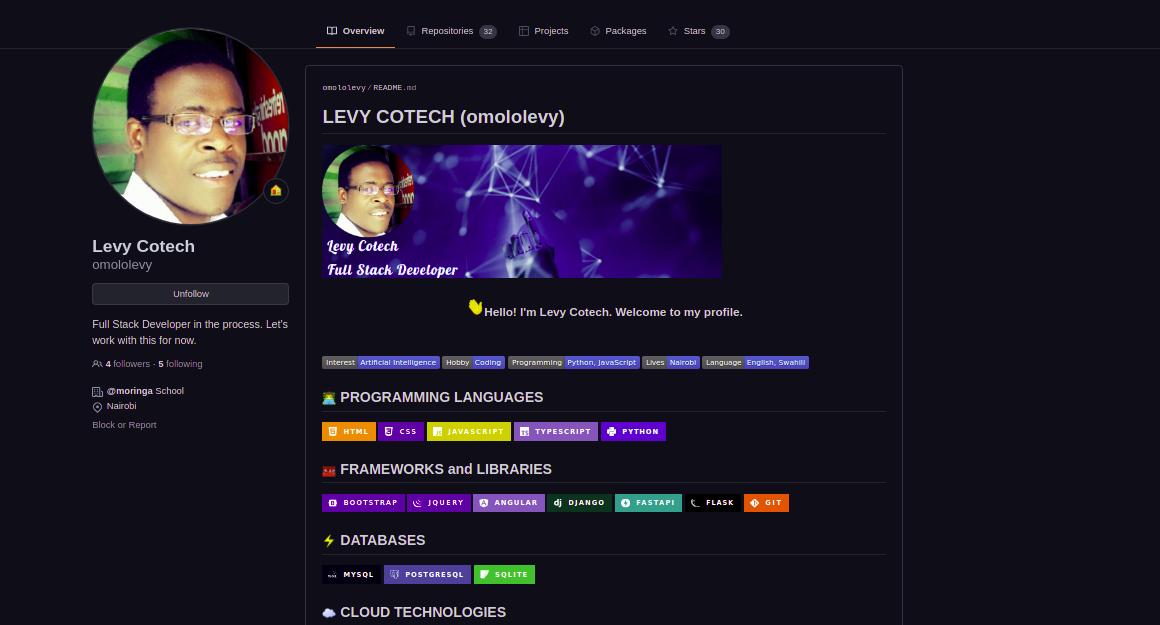 Overview Repositories 32 Projects Packages Stars 30
omololevy / README.md
LEVY COTECH (omololevy)
Levy Cotech
Full Stack Developer
Levy Cotech
omololevy
Unfollow
Full Stack Developer in the process. Let's
work with this for now.
4 followers · 5 following
@moringa School
Nairobi
Block or Report
Hello! I'm Levy Cotech. Welcome to my profile.
Interest Artificial Intelligence Hobby Coding Programming Python, JavaScript Lives Nairobi Language English, Swahili
PROGRAMMING LANGUAGES
HTML CSS JAVASCRIPT TYPESCRIPT PYTHON
FRAMEWORKS and LIBRARIES
BOOTSTRAP JQUERY ANGULAR dj DJANGO FASTAPI FLASK GIT
DATABASES
MYSQL POSTGRESQL SQLITE
CLOUD TECHNOLOGIES